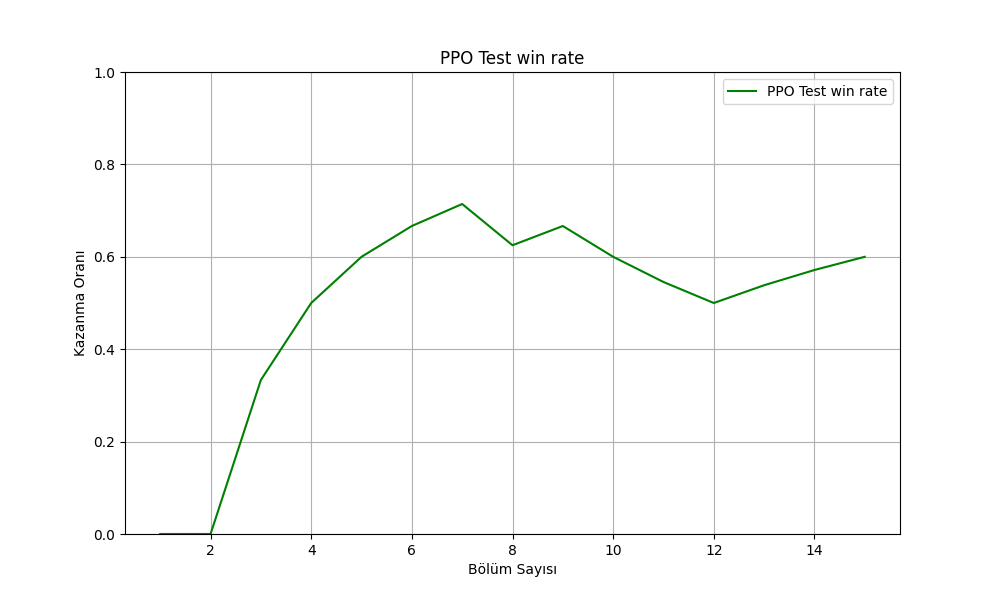 PPO Test win rate
PPO Test win rate
1.0
0.8
0.6
0.4
0.2
0.0
Kazanma Oranı
2 4 6 8 10 12 14
Bölüm Sayısı